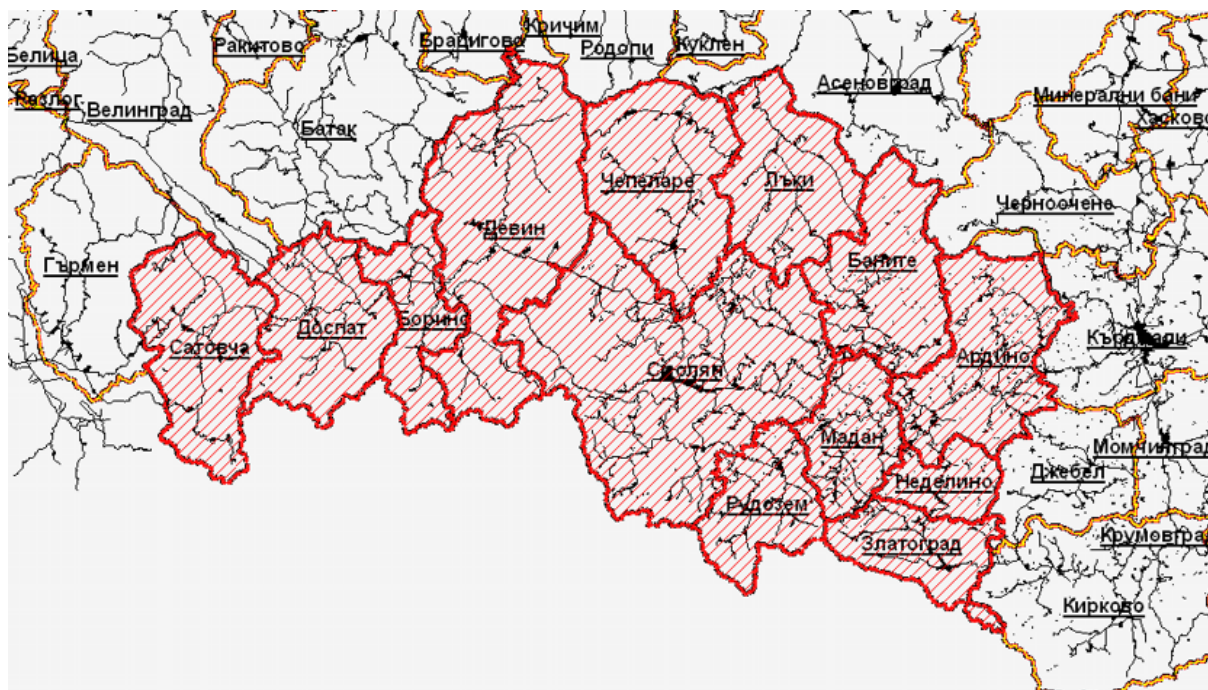 Кричим
Брацигово
Родопи
Куклен
Ракитово
Белица
Асеновград
Разлог
Велинград
Минерални бани
Хасково
Батак
Чепеларе
Лъки
Черноочене
Девин
Гърмен
Баните
Борино
Доспат
Кърджали
Сатовча
Ардино
Смолян
Мадан
Момчилград
Джебел
Неделино
Рудозем
Крумовград
Златоград
Кирково